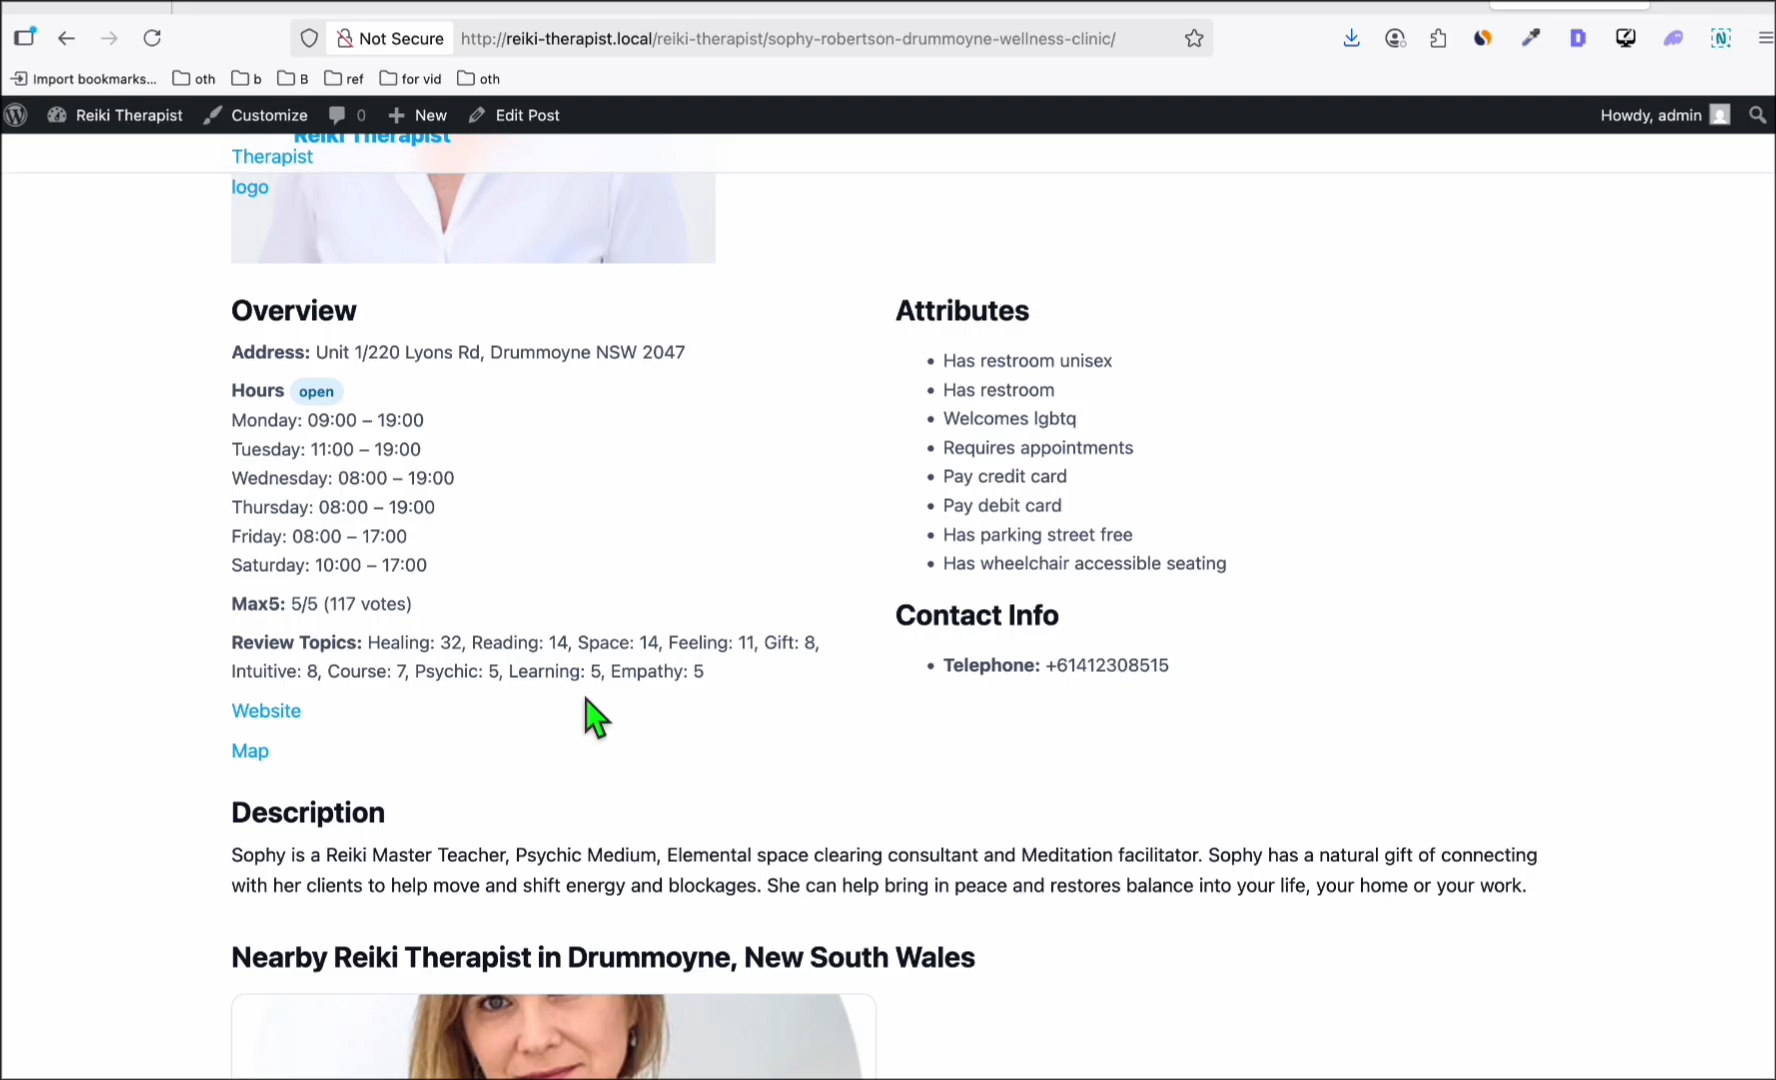 Not Secure http://reiki-therapist.local/reiki-therapist/sophy-robertson-drummoyne-wellness-clinic/
Import bookmarks... oth b B ref for vid oth
Reiki Therapist Customize 0 New Edit Post Howdy, admin
Reiki Therapist
Therapist
logo
Overview
Address: Unit 1/220 Lyons Rd, Drummoyne NSW 2047
Hours open
Monday: 09:00 – 19:00
Tuesday: 11:00 – 19:00
Wednesday: 08:00 – 19:00
Thursday: 08:00 – 19:00
Friday: 08:00 – 17:00
Saturday: 10:00 – 17:00
Max5: 5/5 (117 votes)
Review Topics: Healing: 32, Reading: 14, Space: 14, Feeling: 11, Gift: 8,
Intuitive: 8, Course: 7, Psychic: 5, Learning: 5, Empathy: 5
Website
Map
Attributes
• Has restroom unisex
• Has restroom
• Welcomes lgbtq
• Requires appointments
• Pay credit card
• Pay debit card
• Has parking street free
• Has wheelchair accessible seating
Contact Info
• Telephone: +61412308515
Description
Sophy is a Reiki Master Teacher, Psychic Medium, Elemental space clearing consultant and Meditation facilitator. Sophy has a natural gift of connecting
with her clients to help move and shift energy and blockages. She can help bring in peace and restores balance into your life, your home or your work.
Nearby Reiki Therapist in Drummoyne, New South Wales